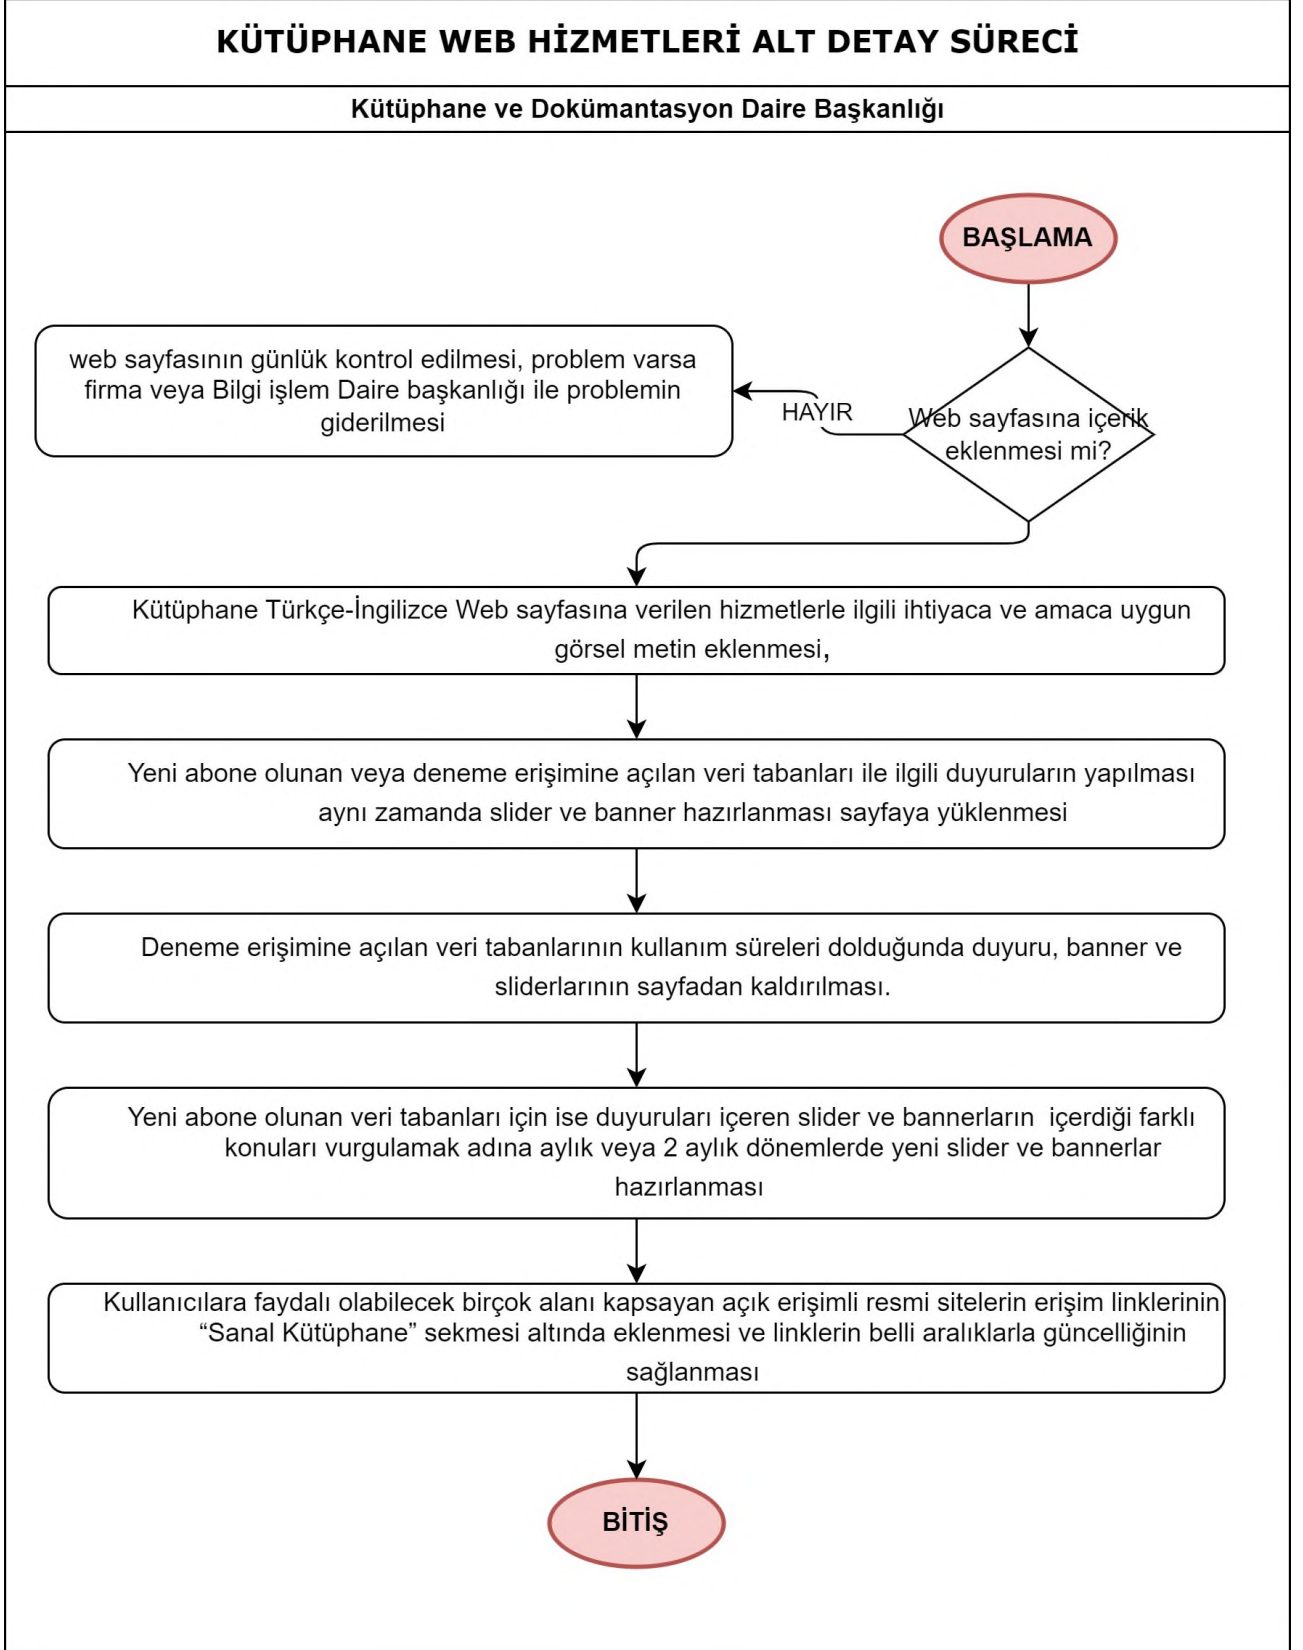 KÜTÜPHANE WEB HİZMETLERİ ALT DETAY SÜRECİ
Kütüphane ve Dokümantasyon Daire Başkanlığı
BAŞLAMA
web sayfasının günlük kontrol edilmesi, problem varsa
firma veya Bilgi işlem Daire başkanlığı ile problemin
giderilmesi
HAYIR
Web sayfasına içerik
eklenmesi mi?
Kütüphane Türkçe-İngilizce Web sayfasına verilen hizmetlerle ilgili ihtiyaca ve amaca uygun
görsel metin eklenmesi,
Yeni abone olunan veya deneme erişimine açılan veri tabanları ile ilgili duyuruların yapılması
aynı zamanda slider ve banner hazırlanması sayfaya yüklenmesi
Deneme erişimine açılan veri tabanlarının kullanım süreleri dolduğunda duyuru, banner ve
sliderlarının sayfadan kaldırılması.
Yeni abone olunan veri tabanları için ise duyuruları içeren slider ve bannerların içerdiği farklı
konuları vurgulamak adına aylık veya 2 aylık dönemlerde yeni slider ve bannerlar
hazırlanması
Kullanıcılara faydalı olabilecek birçok alanı kapsayan açık erişimli resmi sitelerin erişim linklerinin
“Sanal Kütüphane” sekmesi altında eklenmesi ve linklerin belli aralıklarla güncelliğinin
sağlanması
BİTİŞ